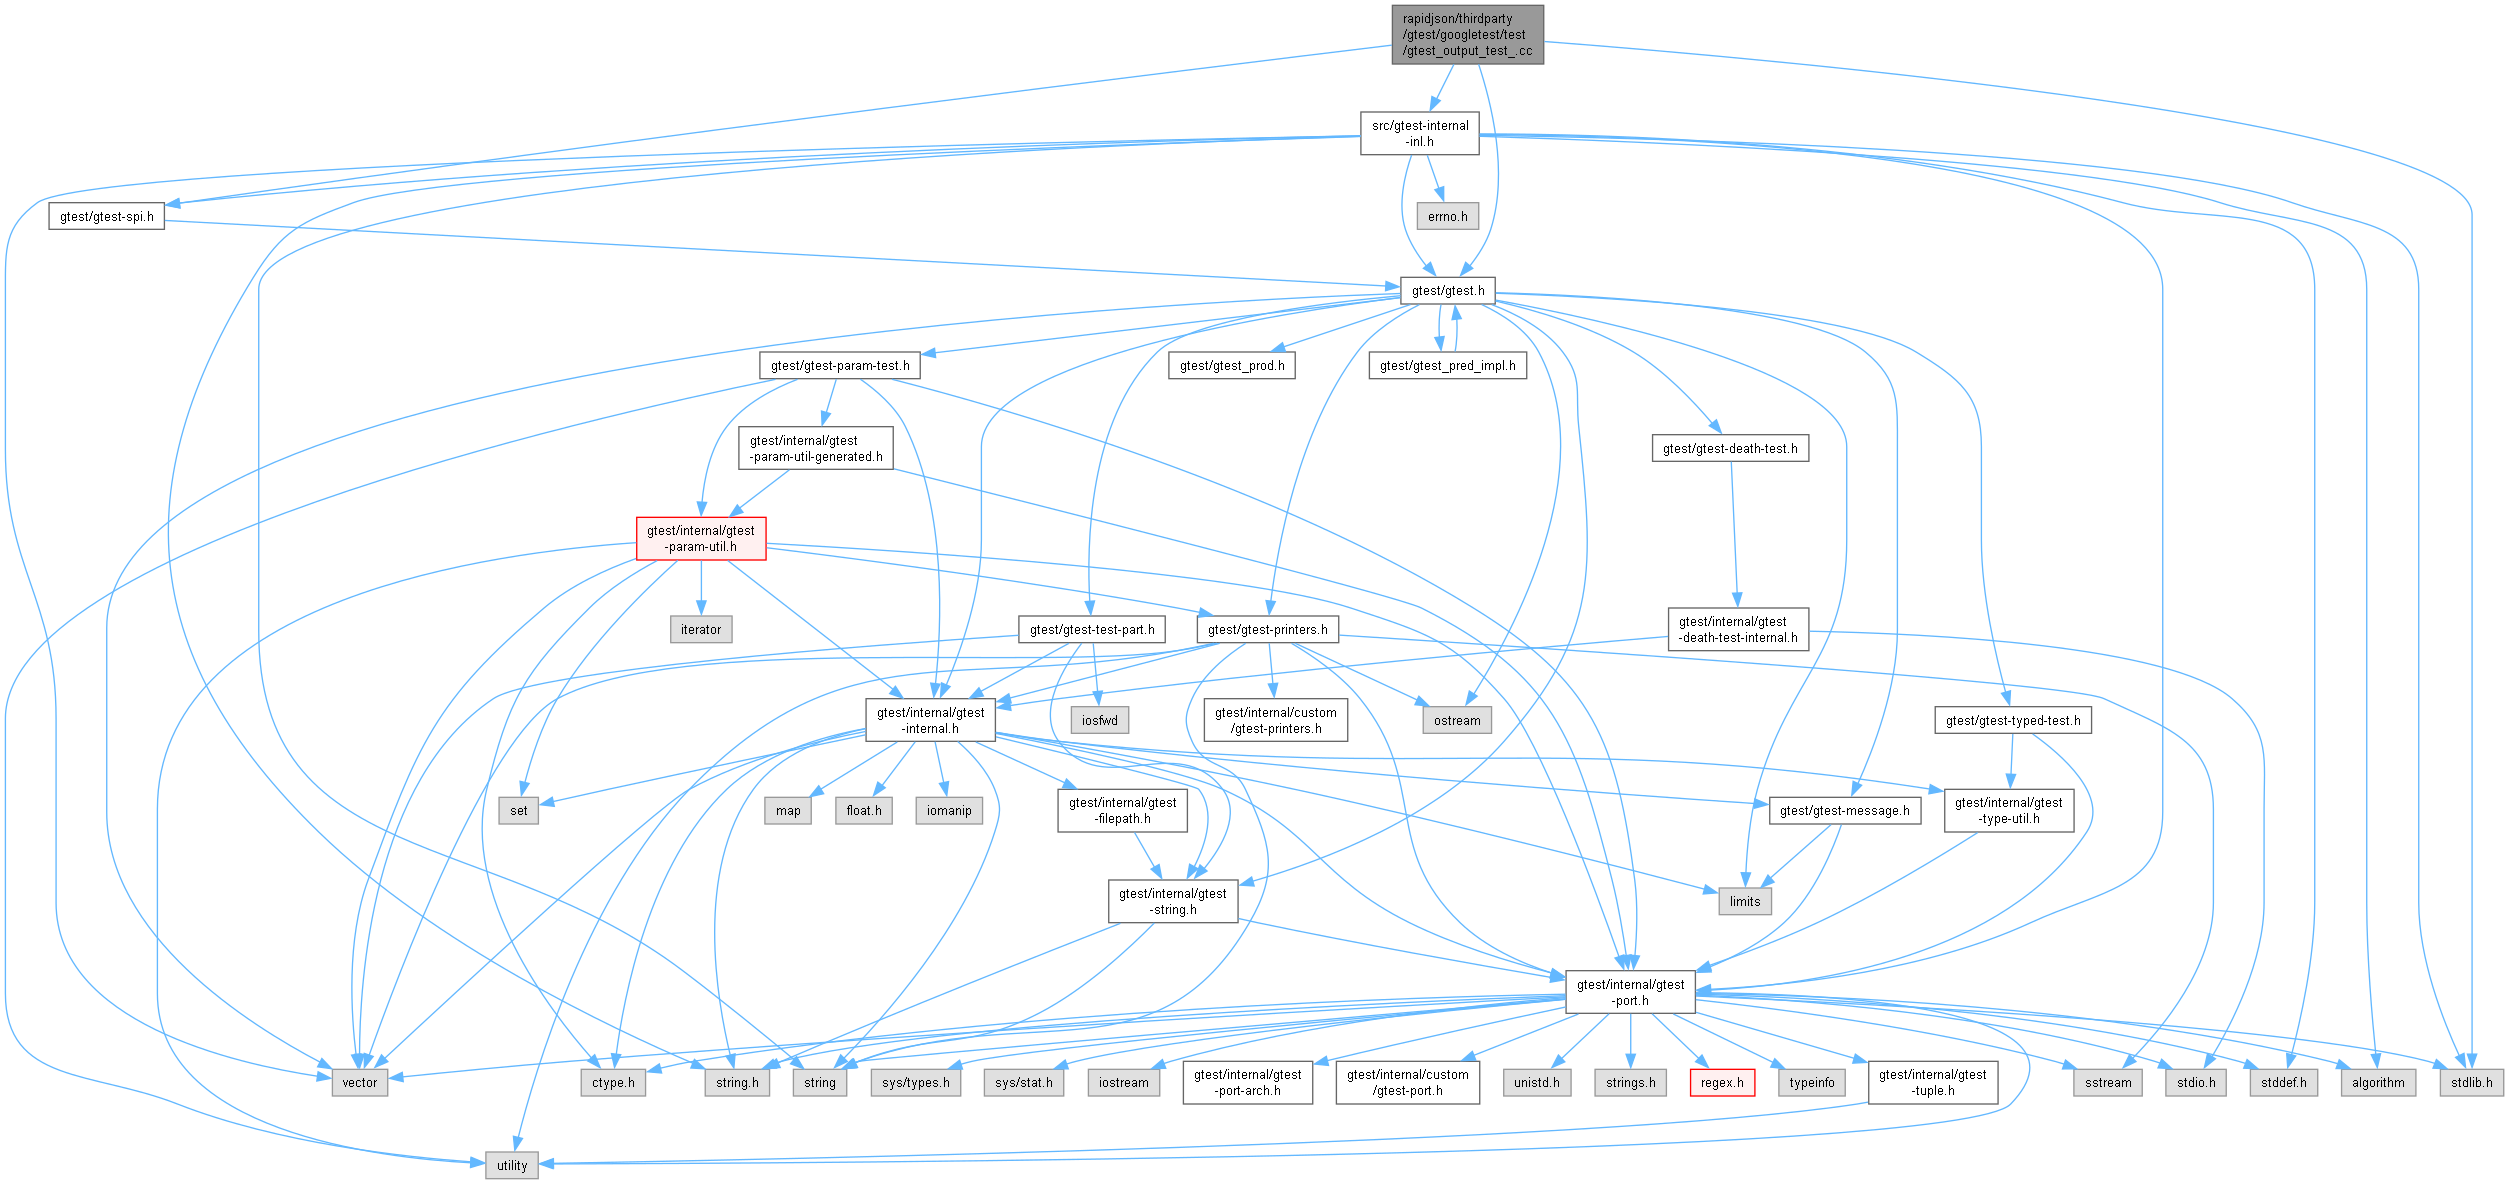 rapidjson/thirdparty
/gtest/googletest/test
/gtest_output_test_.cc
src/gtest-internal
-inl.h
gtest/gtest-spi.h
errno.h
gtest/gtest.h
gtest/gtest-param-test.h
gtest/gtest_prod.h
gtest/gtest_pred_impl.h
gtest/internal/gtest
-param-util-generated.h
gtest/gtest-death-test.h
gtest/internal/gtest
-param-util.h
iterator
gtest/gtest-test-part.h
gtest/gtest-printers.h
gtest/internal/gtest
-death-test-internal.h
gtest/internal/gtest
-internal.h
iosfwd
gtest/internal/custom
/gtest-printers.h
ostream
gtest/gtest-typed-test.h
set
map
float.h
iomanip
gtest/internal/gtest
-filepath.h
gtest/gtest-message.h
gtest/internal/gtest
-type-util.h
gtest/internal/gtest
-string.h
limits
gtest/internal/gtest
-port.h
vector
ctype.h
string.h
string
sys/types.h
sys/stat.h
iostream
gtest/internal/gtest
-port-arch.h
gtest/internal/custom
/gtest-port.h
unistd.h
strings.h
regex.h
typeinfo
gtest/internal/gtest
-tuple.h
sstream
stdio.h
stddef.h
algorithm
stdlib.h
utility